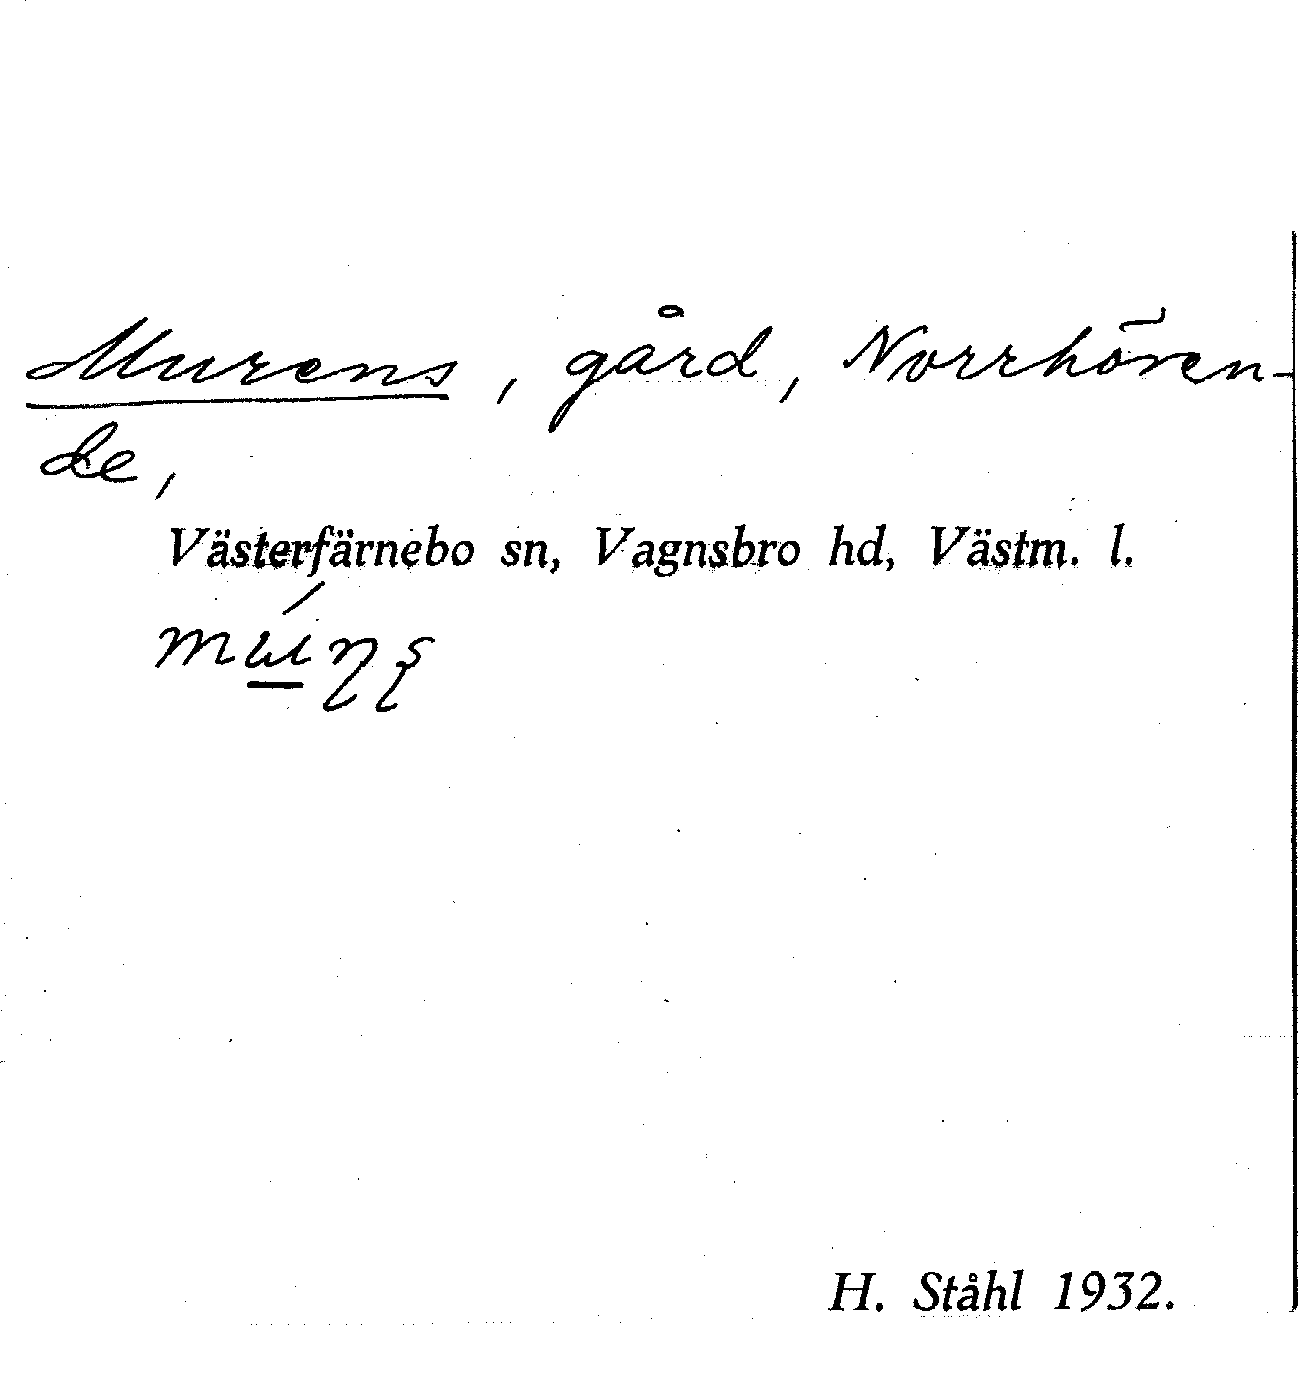 Murens, gård, Norrhören-
de,
Västerfärnebo sn, Vagnsbro hd, Västm. l.
H. Ståhl 1932.